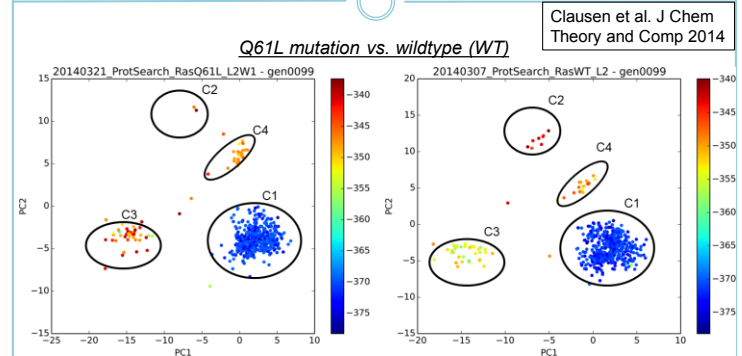 Clausen et al. J Chem
Theory and Comp 2014
Q61L mutation vs. wildtype (WT)
20140321_ProtSearch_RasQ61L_L2W1 - gen0099
15
10
5
0
−5
−10
−15
−25
−20
−15
−10
−5
0
5
10
PC2
PC1
C2
C4
C1
C3
−340
−345
−350
−355
−360
−365
−370
−375
20140307_ProtSearch_RasWT_L2 - gen0099
20
15
10
5
0
−5
−10
−15
−20
−15
−10
−5
0
5
10
PC2
PC1
C2
C4
C1
C3
−340
−345
−350
−355
−360
−365
−370
−375